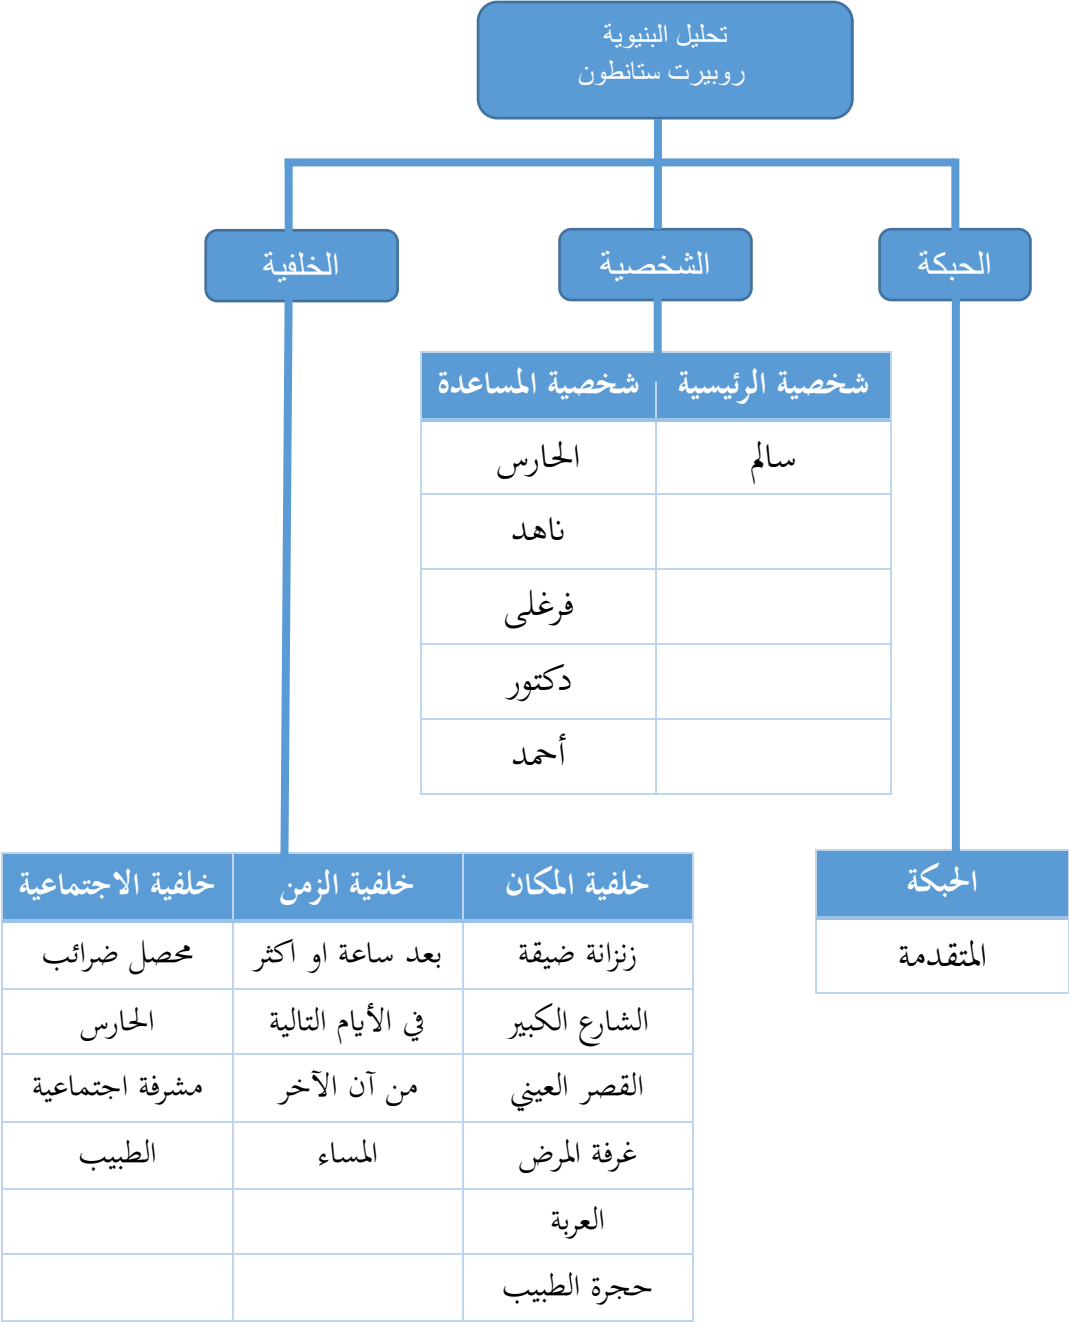 تحليل البنيوية
روبيرت ستانطون
الحبكة
الشخصية
الخلفية
شخصية الرئيسية
شخصية المساعدة
سالم
الحارس
ناهد
فرغلى
دكتور
أحمد
الحبكة
المتقدمة
خلفية المكان
خلفية الزمن
خلفية الاجتماعية
زنزانة ضيقة
بعد ساعة او اكثر
محصل ضرائب
الشارع الكبير
في الأيام التالية
الحارس
القصر العيني
من آن الآخر
مشرفة اجتماعية
غرفة المرض
المساء
الطبيب
العربة
حجرة الطبيب